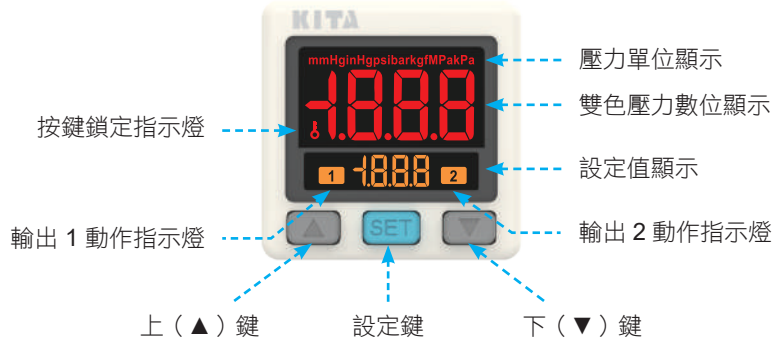 KITA
mmHginHgpsibarkgfMPakPa
-1.8.8.8
1 -1.8.8.8 2
▲ SET ▼
壓力單位顯示
雙色壓力數位顯示
按鍵鎖定指示燈
設定值顯示
輸出 1 動作指示燈
輸出 2 動作指示燈
上（▲）鍵
設定鍵
下（▼）鍵